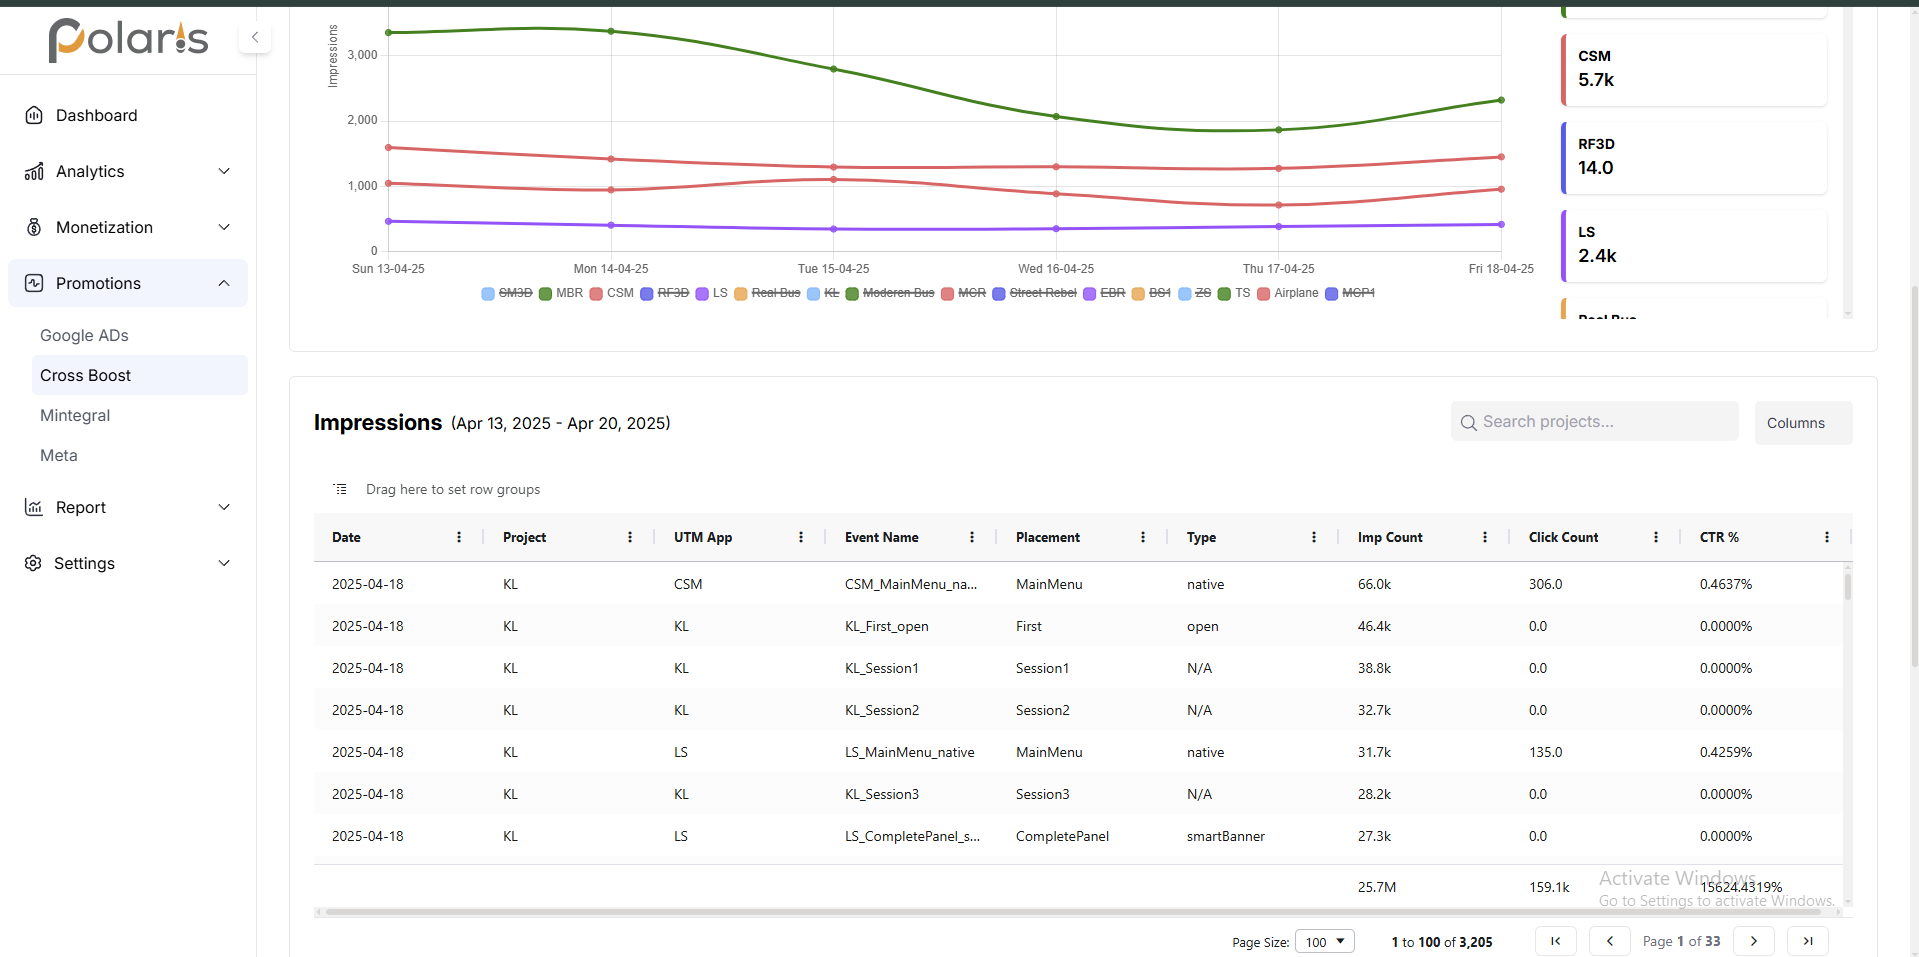 Polaris
Dashboard
Analytics
Monetization
Promotions
Google ADs
Cross Boost
Mintegral
Meta
Report
Settings
Impressions
3,000
2,000
1,000
0
Sun 13-04-25 Mon 14-04-25 Tue 15-04-25 Wed 16-04-25 Thu 17-04-25 Fri 18-04-25
SM3D MBR CSM RF3D LS Real Bus KL Moderen Bus MCR Street Rebel EBR BS1 ZS TS Airplane MCP1
CSM
5.7k
RF3D
14.0
LS
2.4k
Real Bus
Impressions (Apr 13, 2025 - Apr 20, 2025)
Search projects...
Columns
Drag here to set row groups
Date Project UTM App Event Name Placement Type Imp Count Click Count CTR %
2025-04-18 KL CSM CSM_MainMenu_na... MainMenu native 66.0k 306.0 0.4637%
2025-04-18 KL KL KL_First_open First open 46.4k 0.0 0.0000%
2025-04-18 KL KL KL_Session1 Session1 N/A 38.8k 0.0 0.0000%
2025-04-18 KL KL KL_Session2 Session2 N/A 32.7k 0.0 0.0000%
2025-04-18 KL LS LS_MainMenu_native MainMenu native 31.7k 135.0 0.4259%
2025-04-18 KL KL KL_Session3 Session3 N/A 28.2k 0.0 0.0000%
2025-04-18 KL LS LS_CompletePanel_s... CompletePanel smartBanner 27.3k 0.0 0.0000%
25.7M 159.1k 15624.4319%
Activate Windows
Go to Settings to activate Windows.
Page Size: 100 1 to 100 of 3,205 Page 1 of 33